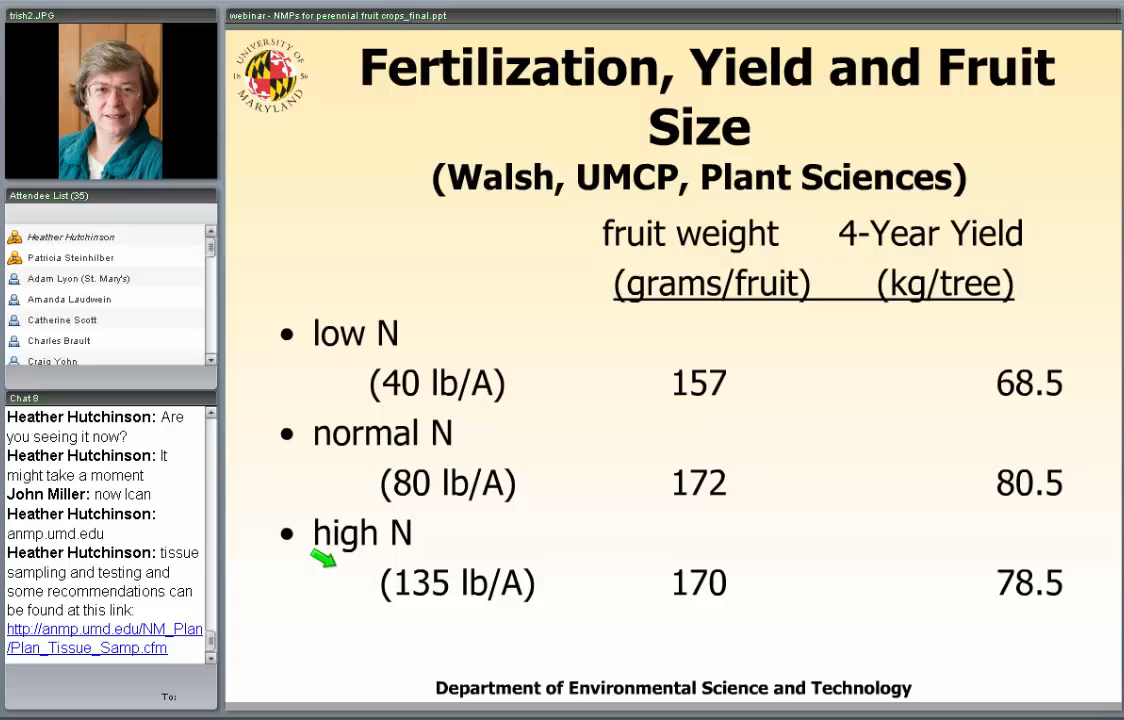 trish2.JPG
Attendee List (35)
Heather Hutchinson
Patricia Steinhilber
Adam Lyon (St. Mary's)
Amanda Laudwein
Catherine Scott
Charles Brault
Craig Yohn
Chat 8
Heather Hutchinson: Are
you seeing it now?
Heather Hutchinson: It
might take a moment
John Miller: now Ican
Heather Hutchinson:
anmp.umd.edu
Heather Hutchinson: tissue
sampling and testing and
some recommendations can
be found at this link:
http://anmp.umd.edu/NM_Plan
/Plan_Tissue_Samp.cfm
To:
webinar - NMPs for perennial fruit crops_final.ppt
UNIVERSITY OF
18 56
MARYLAND
Fertilization, Yield and Fruit
Size
(Walsh, UMCP, Plant Sciences)
fruit weight 4-Year Yield
(grams/fruit) (kg/tree)
• low N
(40 lb/A) 157 68.5
• normal N
(80 lb/A) 172 80.5
• high N
(135 lb/A) 170 78.5
Department of Environmental Science and Technology